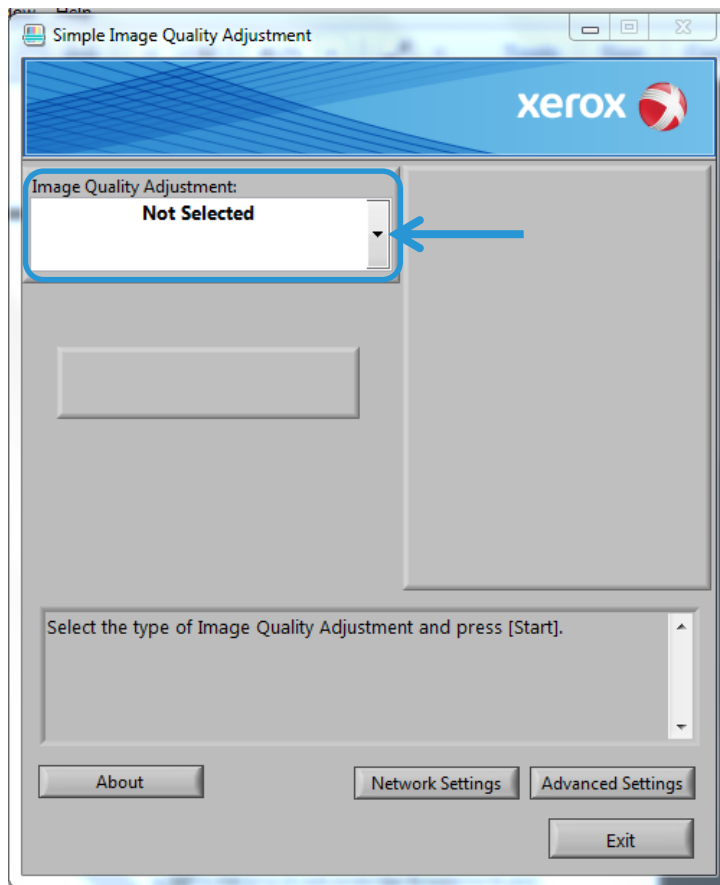 Simple Image Quality Adjustment
xerox
Image Quality Adjustment:
Not Selected
Select the type of Image Quality Adjustment and press [Start].
About
Network Settings
Advanced Settings
Exit